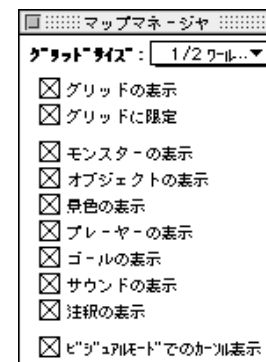 マップマネージャ
グリッドサイズ: 1/2 ワール...▼
グリッドの表示
グリッドに限定
モンスターの表示
オブジェクトの表示
景色の表示
プレーヤーの表示
ゴールの表示
サウンドの表示
注釈の表示
ビジュアルモードでのカーソル表示